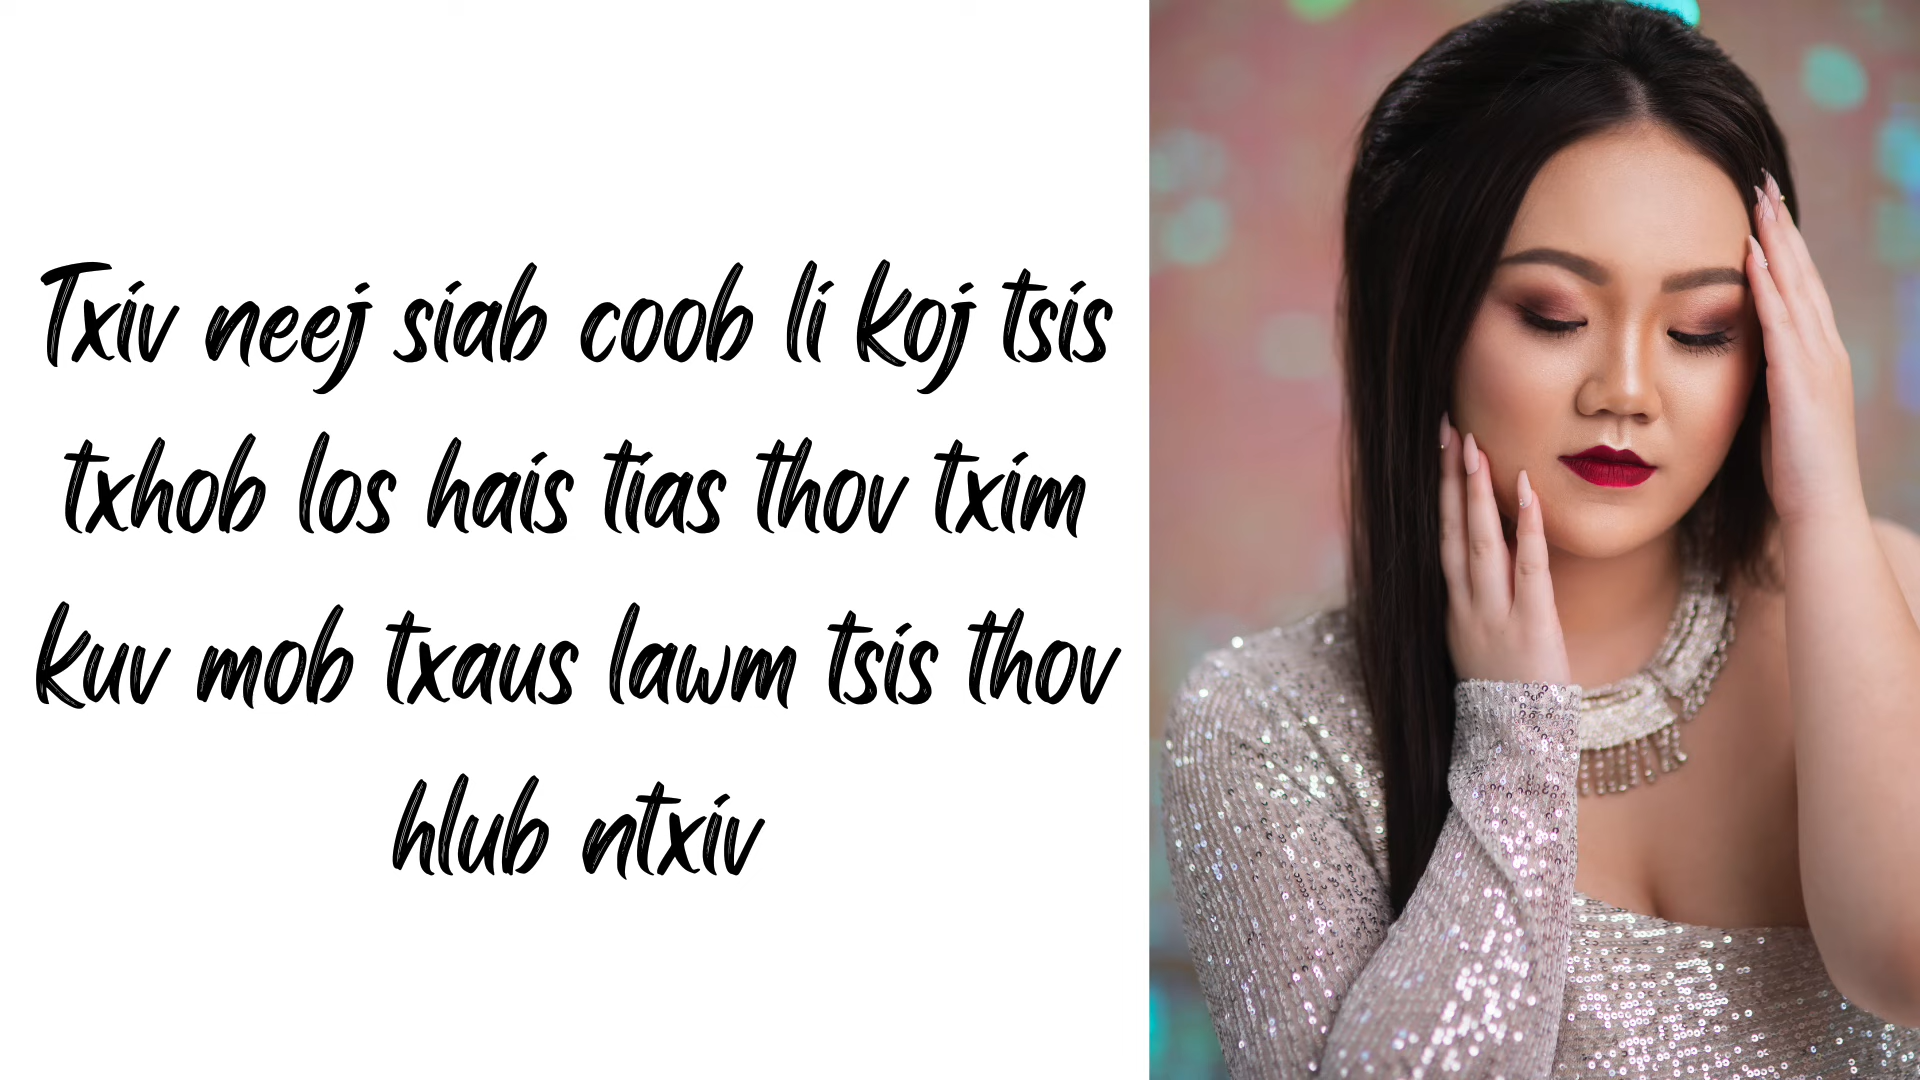 Txiv neej siab coob li koj tsis
txhob los hais tias thov txim
kuv mob txaus lawm tsis thov
hlub ntxiv